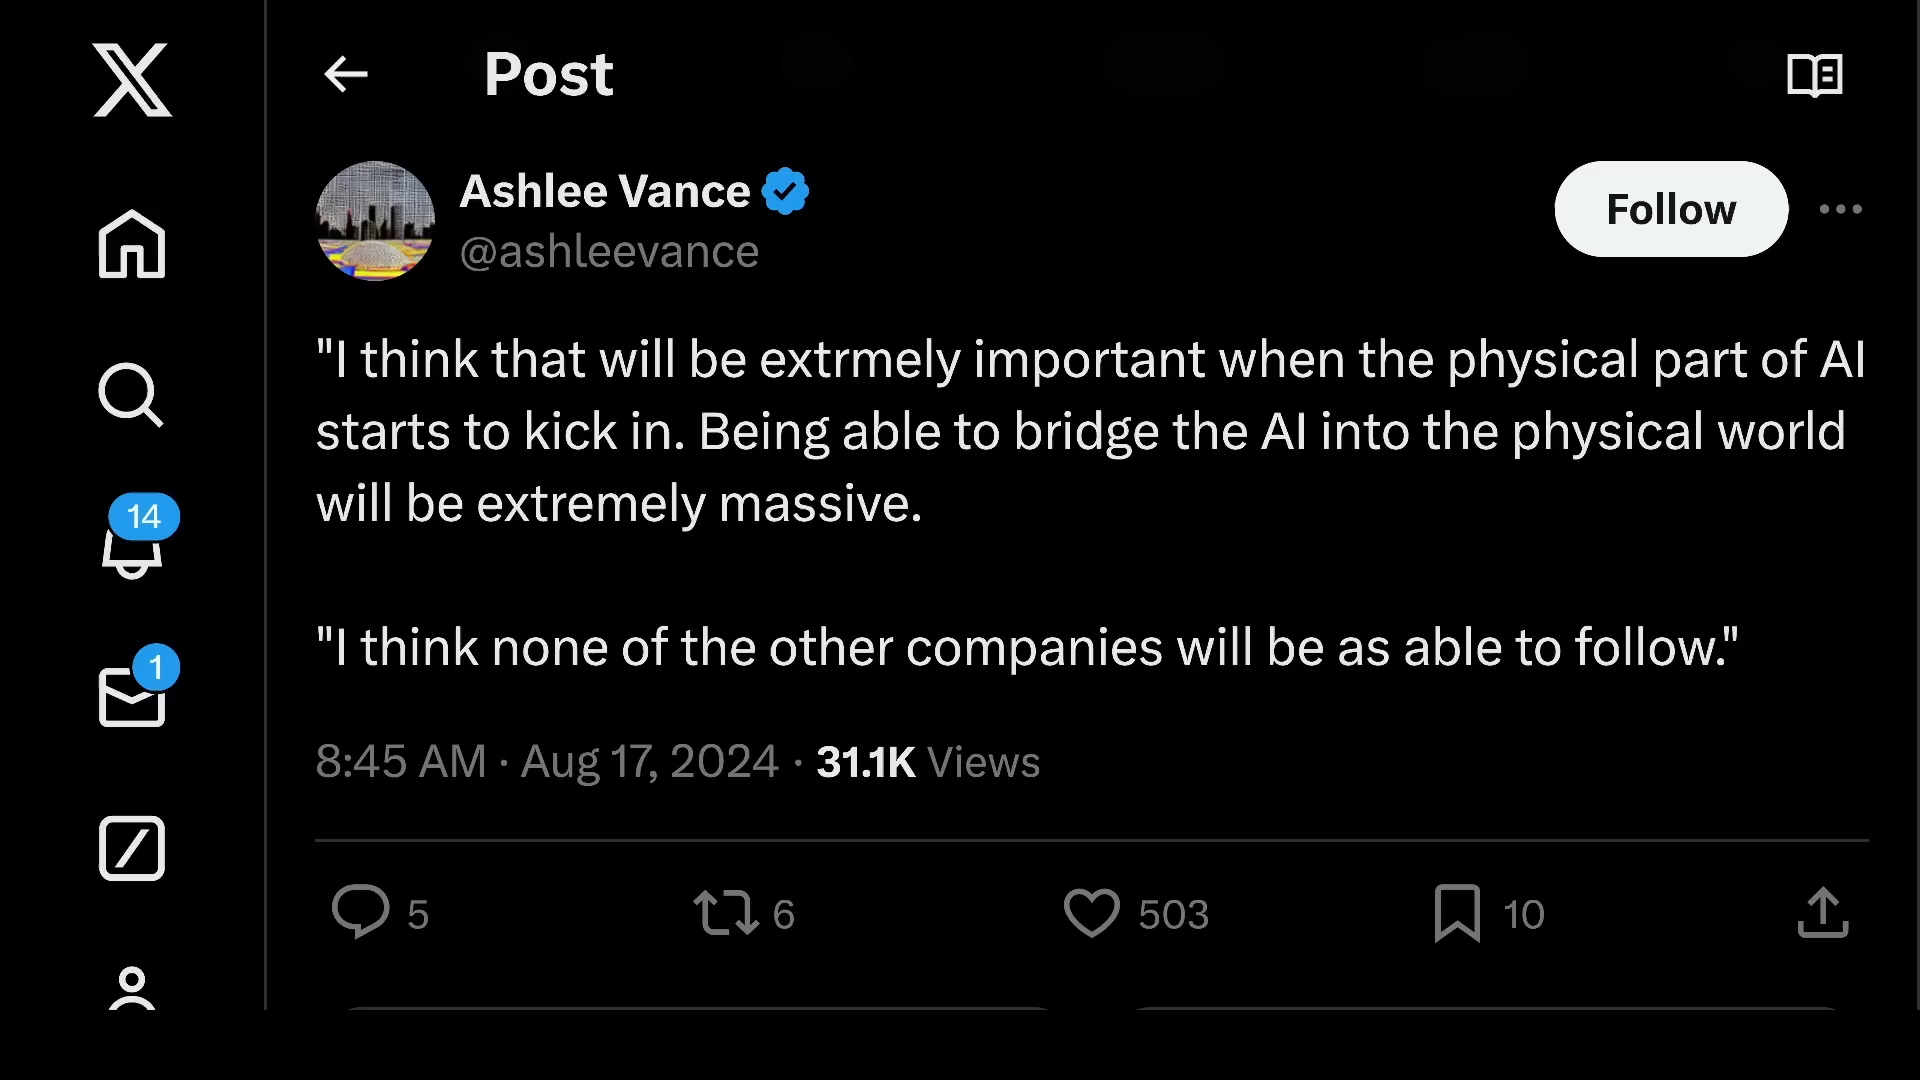 Post
Ashlee Vance
@ashleevance
Follow
"I think that will be extrmely important when the physical part of AI
starts to kick in. Being able to bridge the AI into the physical world
will be extremely massive.
"I think none of the other companies will be as able to follow."
8:45 AM · Aug 17, 2024 · 31.1K Views
5 6 503 10
14
1